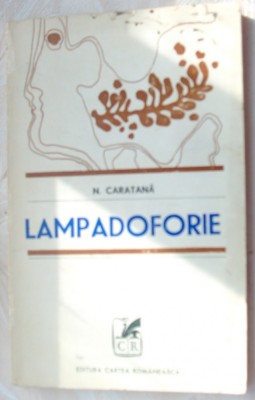 N. CARATANĂ
LAMPADOFORIE
CR
EDITURA CARTEA ROMÂNEASCĂ